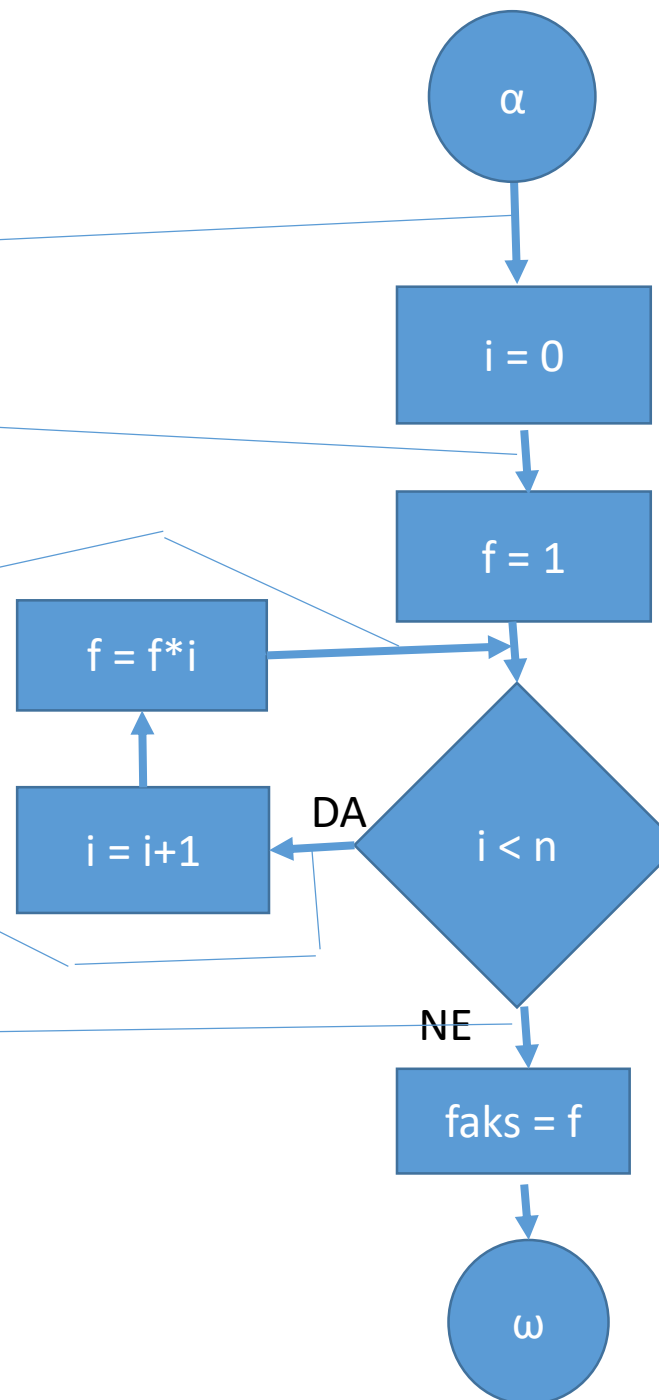 α
i = 0
f = 1
f = f*i
DA
i = i+1
i < n
NE
faks = f
ω